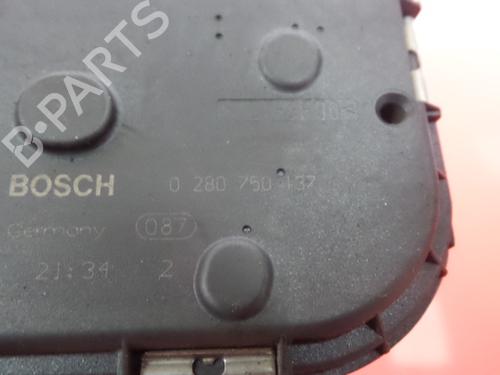 B-PARTS
BOSCH 0 280 750 137
Germany 087
21:34 2